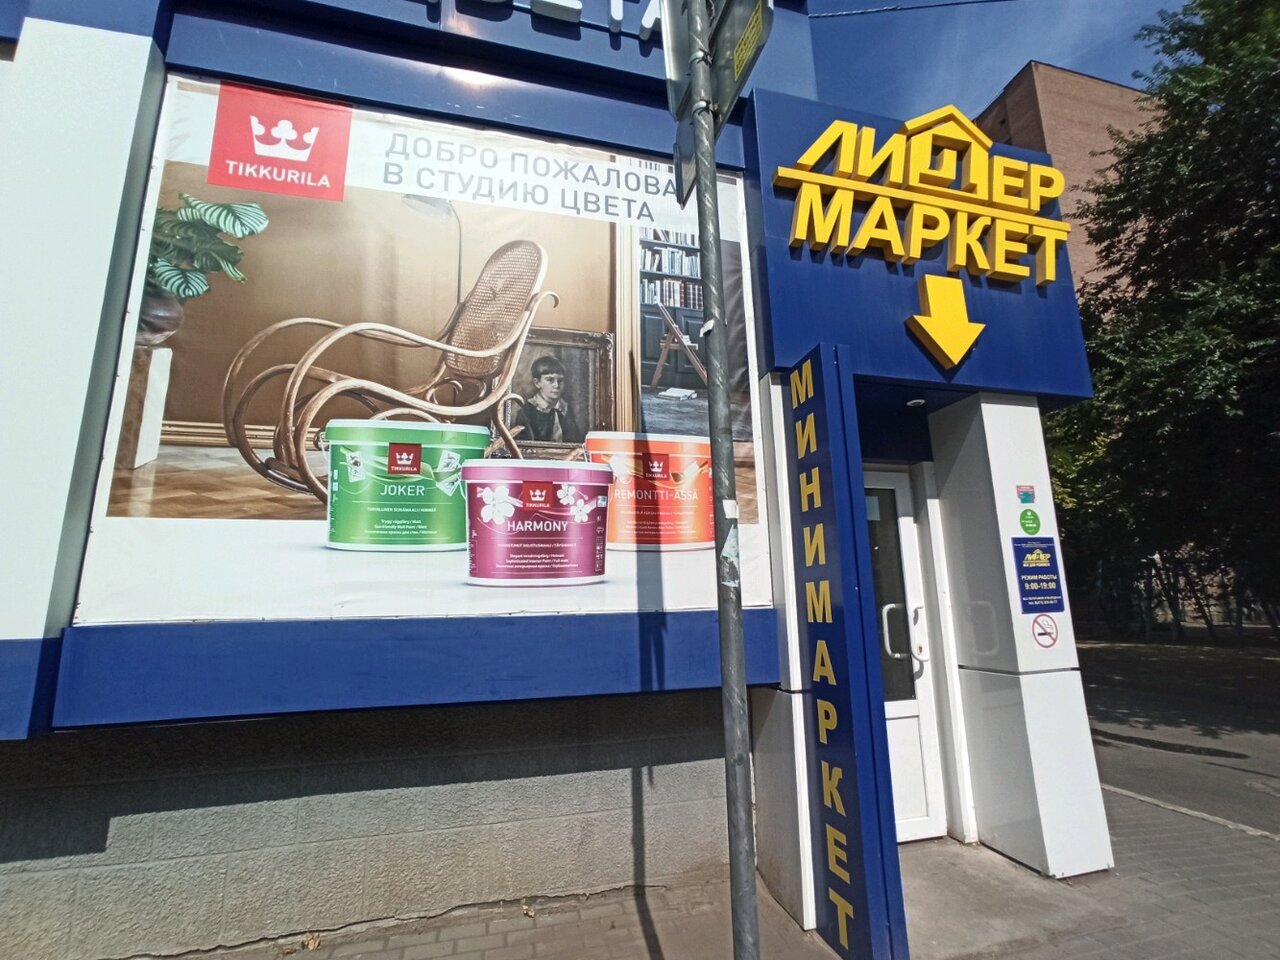 TIKKURILA
ДОБРО ПОЖАЛОВА
В СТУДИЮ ЦВЕТА
ЛИДЕР
МАРКЕТ
МИНИМАРКЕТ
TIKKURILA
JOKER
TIKKURILA
HARMONY
TIKKURILA
REMONTTI-ÄSSÄ
ЛИДЕР
РЕЖИМ РАБОТЫ
9:00-19:00